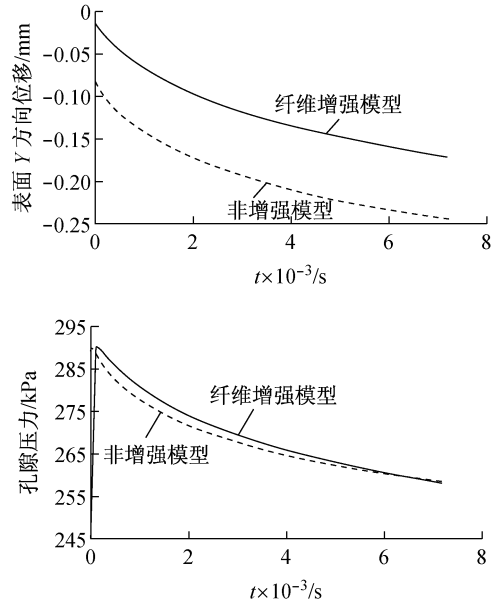 0
-0.05
-0.10
-0.15
-0.20
-0.25
表面 Y 方向位移/mm
纤维增强模型
非增强模型
0 2 4 6 8
t×10⁻³/s
295
285
275
265
255
245
孔隙压力/kPa
纤维增强模型
非增强模型
0 2 4 6 8
t×10⁻³/s